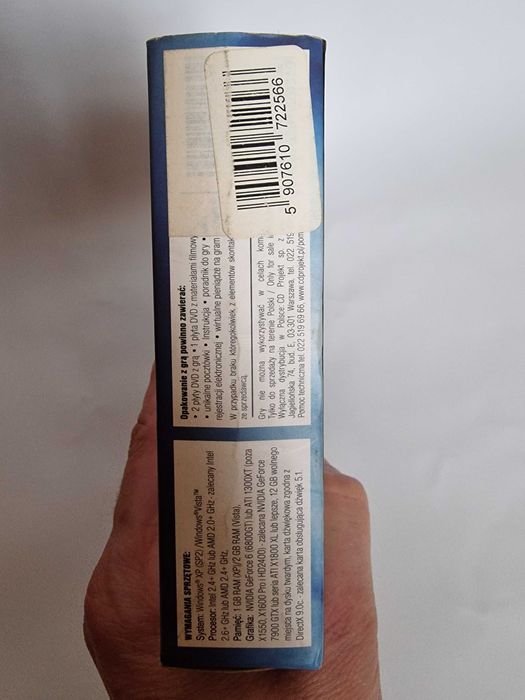 5 907610 722566
Opakowanie z grą powinno zawierać:
• 2 płyty DVD z grą • 1 płyta DVD z materiałami filmowy
• unikalne pocztówki • Instrukcja • poradnik do gry •
rejestracji elektronicznej • wirtualne pieniądze na gram
W przypadku braku któregokolwiek z elementów skontak
ze sprzedawcą.
Gry nie można wykorzystywać w celach kom
Tylko do sprzedaży na terenie Polski / Only for sale i
Wyłączna dystrybucja w Polsce: CD Projekt sp. z
Jagiellońska 74, bud. 03-301 Warszawa, tel. 022 519
Pomoc techniczna tel. 022 519 69 66, www.cdprojekt.pl/pom
WYMAGANIA SPRZĘTOWE:
System: Windows® XP (SP2) /Windows®Vista™
Procesor: Intel 2.4+ GHz lub AMD 2.0+ GHz - zalecany Intel
2.6+ GHz lub AMD 2.4+ GHz.
Pamięć: 1 GB RAM (XP)/2 GB RAM (Vista),
Grafika: NVIDIA GeForce 6 (6800GT) lub ATI 1300XT (poza
X1550, X1600 Pro i HD2400) - zalecana NVIDIA GeForce
7900 GTX lub seria ATI X1800 XL lub lepsze, 12 GB wolnego
miejsca na dysku twardym, karta dźwiękowa zgodna z
DirectX 9.0c. - zalecana karta obsługująca dźwięk 5.1.